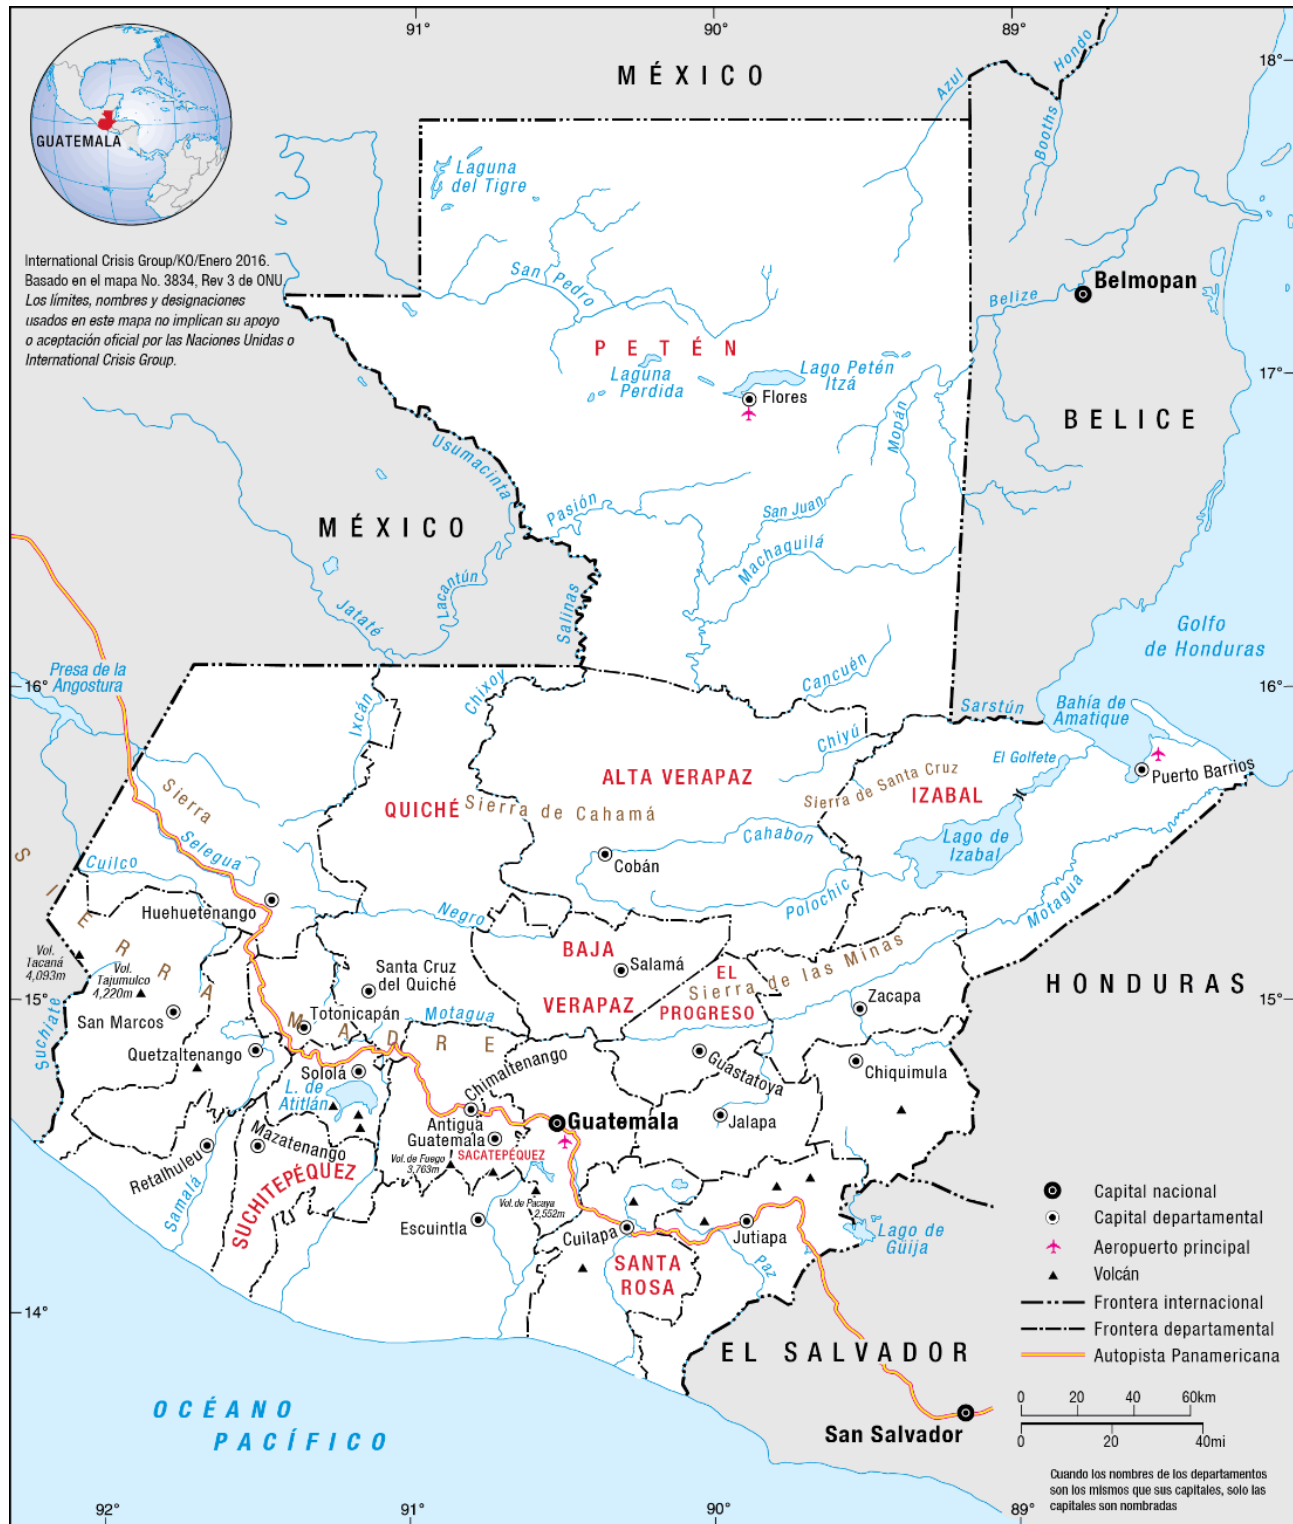 91°
90°
89°
18°
MÉXICO
Azul
Hondo
Booths
GUATEMALA
Laguna
del Tigre
International Crisis Group/KO/Enero 2016.
Basado en el mapa No. 3834, Rev 3 de ONU.
Los límites, nombres y designaciones
usados en este mapa no implican su apoyo
o aceptación oficial por las Naciones Unidas o
International Crisis Group.
San Pedro
Belmopan
Belize
PETÉN
Laguna
Perdida
Lago Petén
Itzá
Flores
17°
Mopán
BELICE
Usumacinta
MÉXICO
Pasión
San Juan
Machaquilá
Lacantún
Jataté
Salinas
Golfo
de Honduras
Presa de la
Angostura
16°
16°
Ixcán
Chixoy
Cancuén
Sarstún
Bahía de
Amatique
Chiyú
El Golfete
Puerto Barrios
Sierra
ALTA VERAPAZ
Sierra de Santa Cruz
IZABAL
QUICHÉ
Sierra de Cahamá
Selegua
Cahabon
Lago de
Izabal
Cuilco
Cobán
Polochic
Motagua
SIERRA MADRE
Huehuetenango
Negro
BAJA
VERAPAZ
Salamá
EL
PROGRESO
Sierra de las Minas
Vol.
Tacaná
4,093m
Vol.
Tajumulco
4,220m
Santa Cruz
del Quiché
HONDURAS
15°
15°
Zacapa
San Marcos
Totonicapán
Motagua
Suchiate
Quetzaltenango
Sololá
Chimaltenango
Guastatoya
Chiquimula
L. de
Atitlán
Antigua
Guatemala
Guatemala
Jalapa
Mazatenango
SACATEPÉQUEZ
Retalhuleu
Vol. de Fuego
3,763m
SUCHITEPÉQUEZ
Samalá
Vol. de Pacaya
2,552m
Escuintla
Cuilapa
Jutiapa
Lago de
Güija
SANTA
ROSA
Paz
Capital nacional
Capital departamental
Aeropuerto principal
Volcán
Frontera internacional
Frontera departamental
Autopista Panamericana
14°
EL SALVADOR
0 20 40 60km
0 20 40mi
OCÉANO
PACÍFICO
San Salvador
Cuando los nombres de los departamentos
son los mismos que sus capitales, solo las
capitales son nombradas
92°
91°
90°
89°